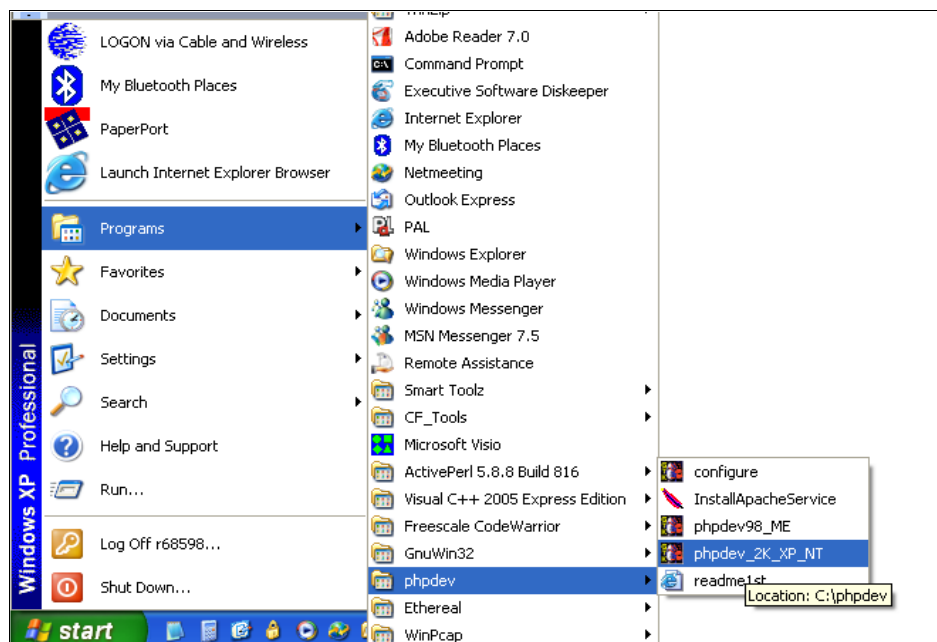 LOGON via Cable and Wireless
My Bluetooth Places
PaperPort
Launch Internet Explorer Browser
Programs
Favorites
Documents
Settings
Search
Help and Support
Run...
Log Off r68598...
Shut Down...
Windows XP Professional
start
WinZip
Adobe Reader 7.0
Command Prompt
Executive Software Diskeeper
Internet Explorer
My Bluetooth Places
Netmeeting
Outlook Express
PAL
Windows Explorer
Windows Media Player
Windows Messenger
MSN Messenger 7.5
Remote Assistance
Smart Toolz
CF_Tools
Microsoft Visio
ActivePerl 5.8.8 Build 816
Visual C++ 2005 Express Edition
Freescale CodeWarrior
GnuWin32
phpdev
Ethereal
WinPcap
configure
InstallApacheService
phpdev98_ME
phpdev_2K_XP_NT
readme1st
Location: C:\phpdev